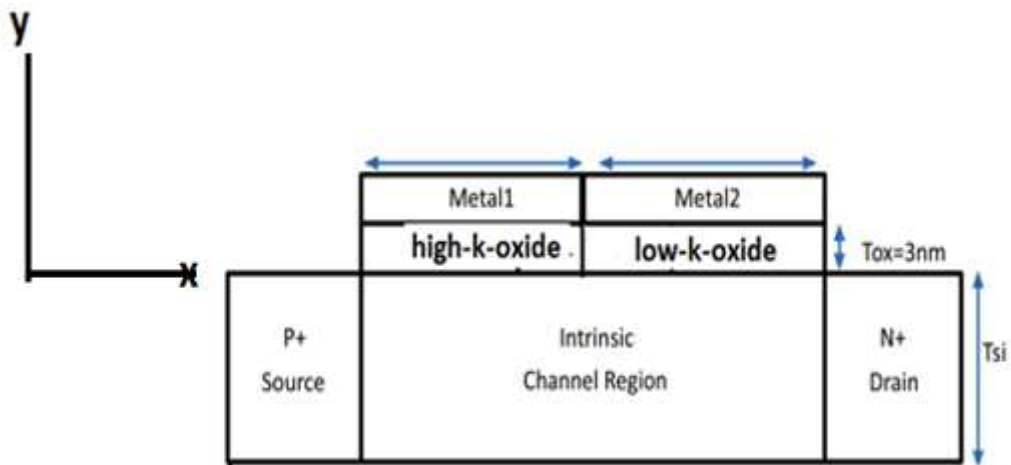 y
Metal1
Metal2
high-k-oxide
low-k-oxide
Tox=3nm
x
P+
Source
Intrinsic
Channel Region
N+
Drain
Tsi